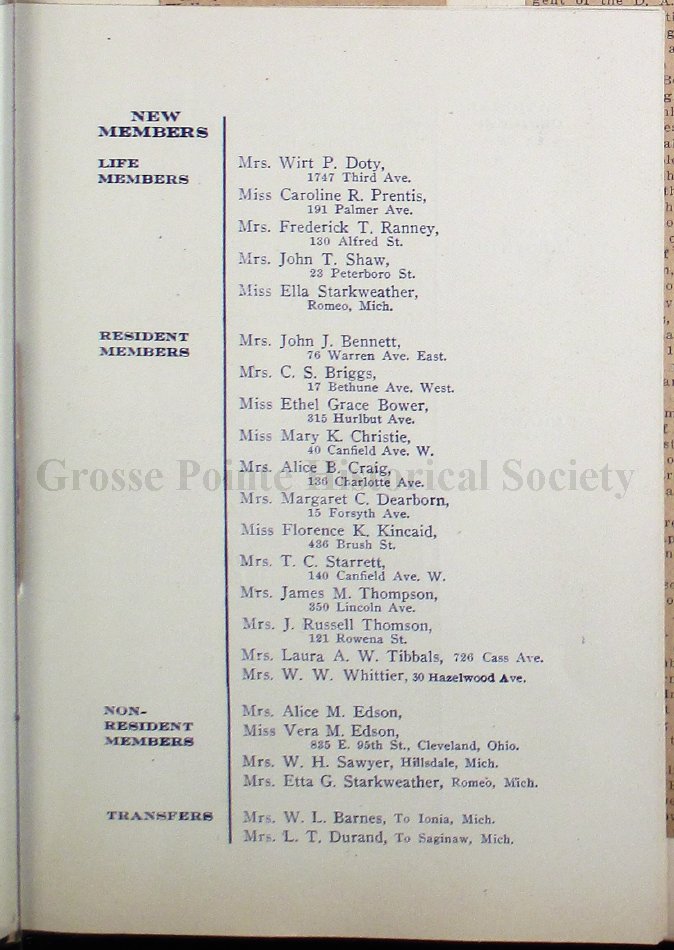 gent of the D. A.
NEW
MEMBERS
LIFE
MEMBERS
Mrs. Wirt P. Doty,
1747 Third Ave.
Miss Caroline R. Prentis,
191 Palmer Ave.
Mrs. Frederick T. Ranney,
130 Alfred St.
Mrs. John T. Shaw,
23 Peterboro St.
Miss Ella Starkweather,
Romeo, Mich.
RESIDENT
MEMBERS
Mrs. John J. Bennett,
76 Warren Ave. East.
Mrs. C. S. Briggs,
17 Bethune Ave. West.
Miss Ethel Grace Bower,
315 Hurlbut Ave.
Miss Mary K. Christie,
40 Canfield Ave. W.
Mrs. Alice B. Craig,
136 Charlotte Ave.
Grosse Pointe Historical Society
Mrs. Margaret C. Dearborn,
15 Forsyth Ave.
Miss Florence K. Kincaid,
436 Brush St.
Mrs. T. C. Starrett,
140 Canfield Ave. W.
Mrs. James M. Thompson,
350 Lincoln Ave.
Mrs. J. Russell Thomson,
121 Rowena St.
Mrs. Laura A. W. Tibbals, 726 Cass Ave.
Mrs. W. W. Whittier, 30 Hazelwood Ave.
NON-
RESIDENT
MEMBERS
Mrs. Alice M. Edson,
Miss Vera M. Edson,
835 E. 95th St., Cleveland, Ohio.
Mrs. W. H. Sawyer, Hillsdale, Mich.
Mrs. Etta G. Starkweather, Romeo, Mich.
TRANSFERS
Mrs. W. L. Barnes, To Ionia, Mich.
Mrs. L. T. Durand, To Saginaw, Mich.